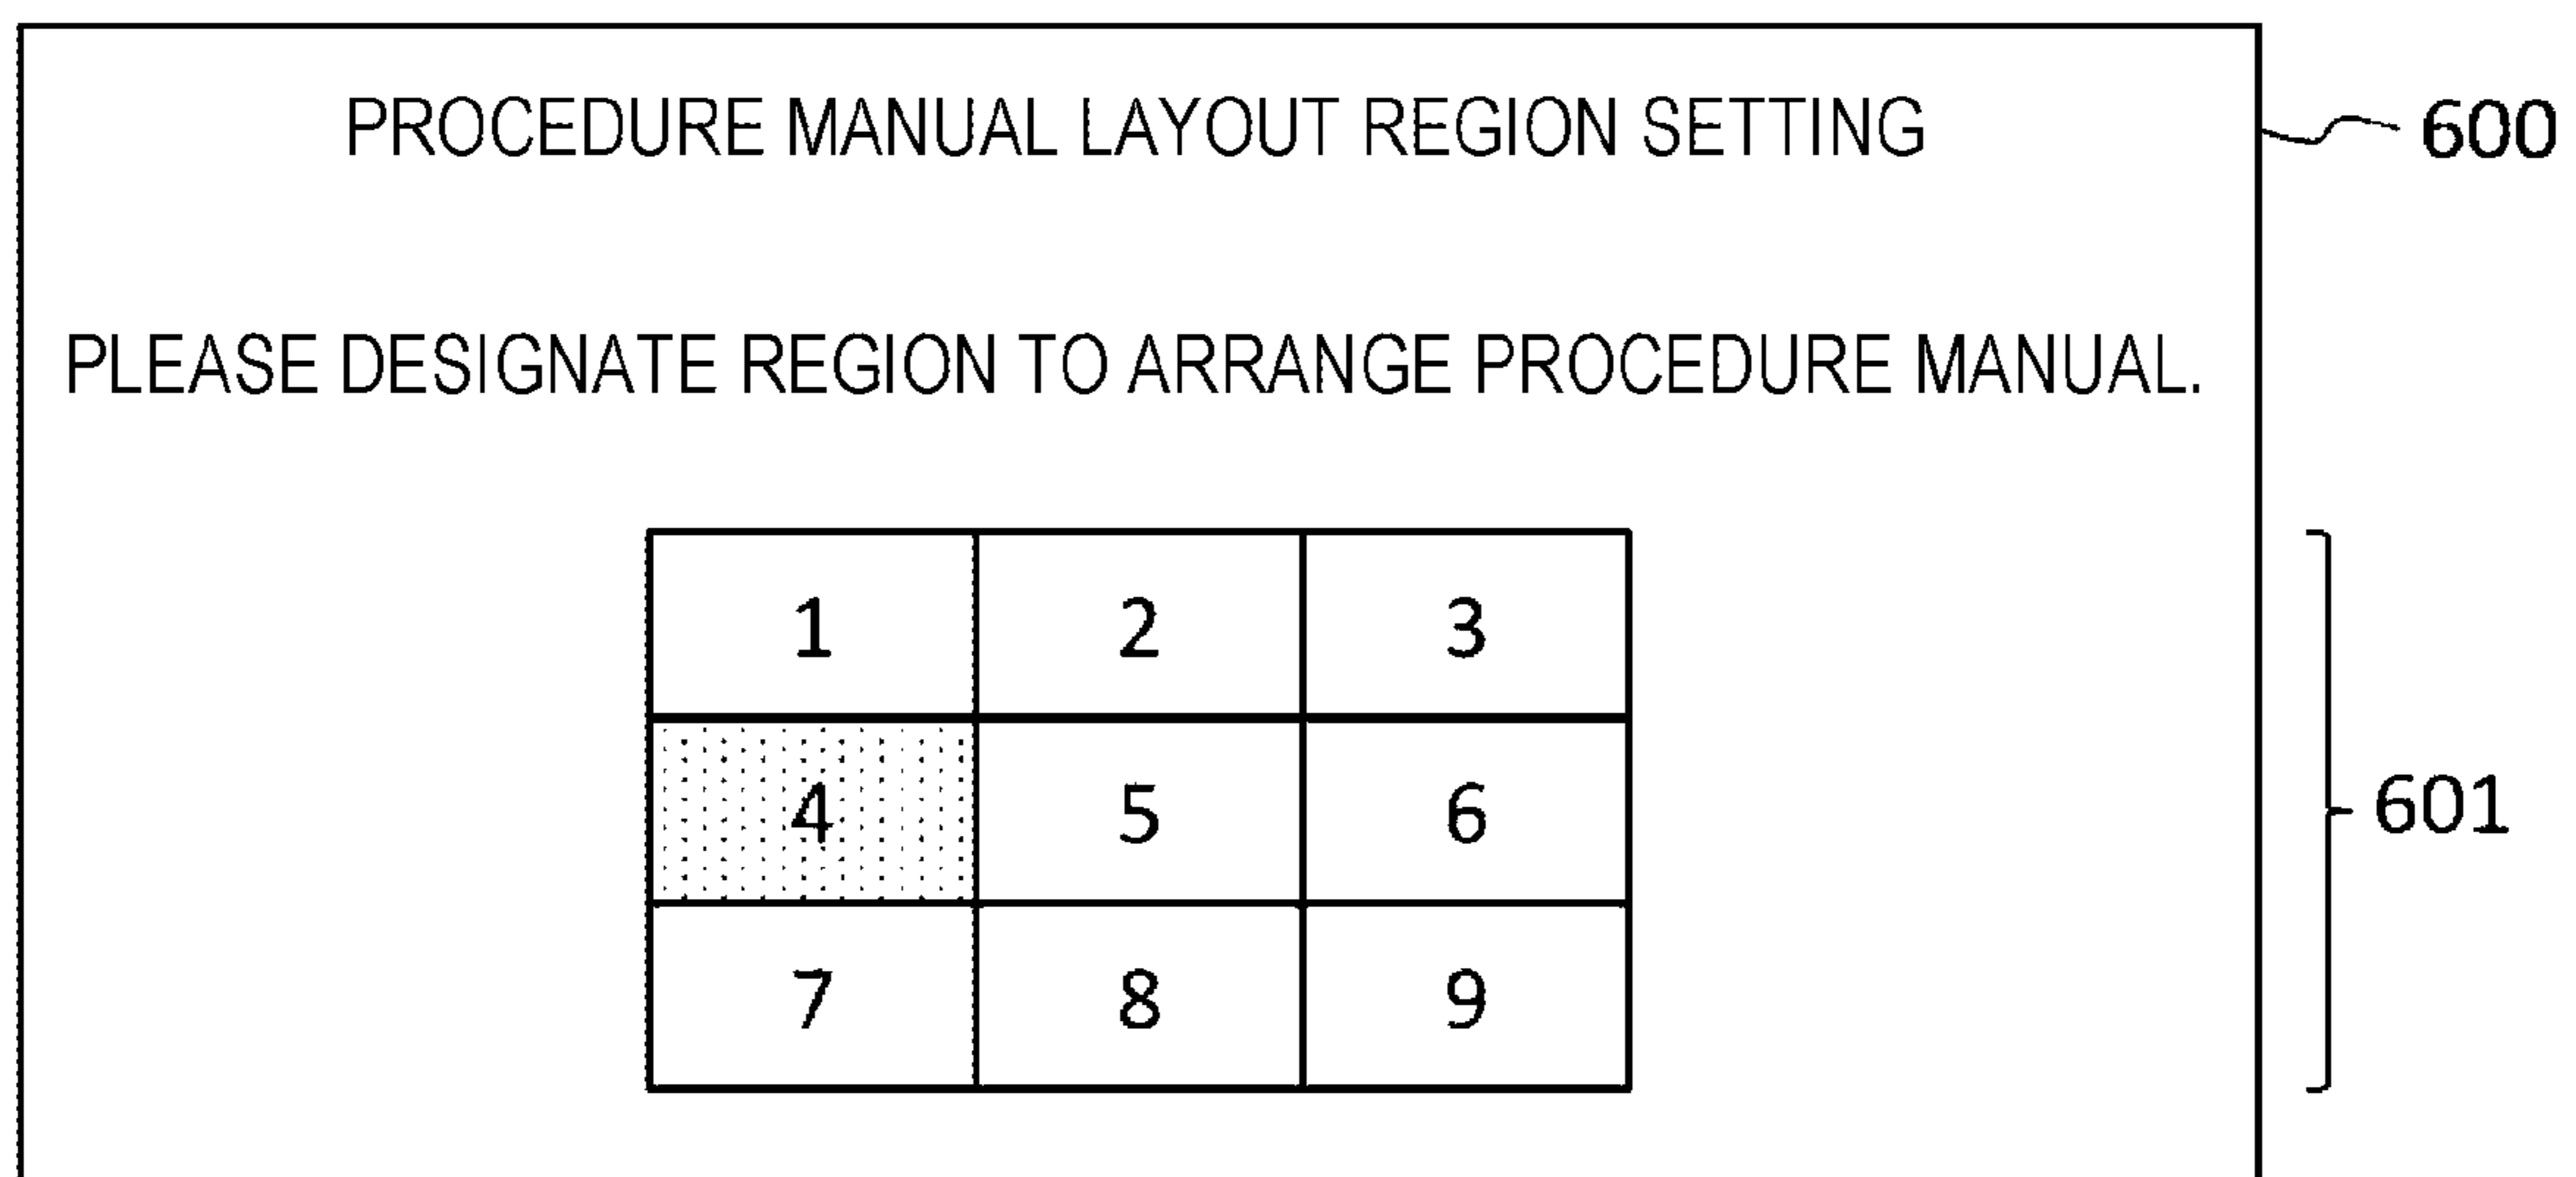 PROCEDURE MANUAL LAYOUT REGION SETTING
600
PLEASE DESIGNATE REGION TO ARRANGE PROCEDURE MANUAL.
1 2 3
4 5 6
601
7 8 9